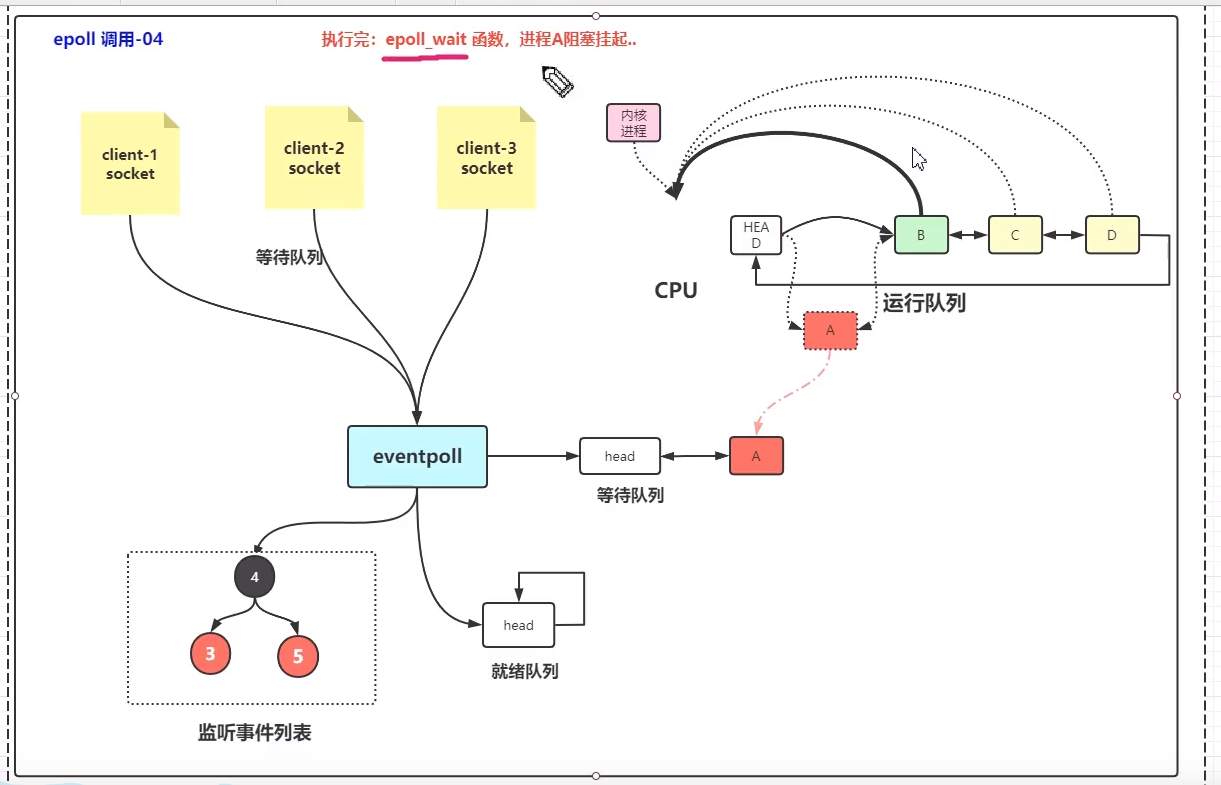 epoll 调用-04
执行完：epoll_wait 函数，进程A阻塞挂起..
client-1
socket
client-2
socket
client-3
socket
内核
进程
等待队列
HEA
D
B
C
D
CPU
运行队列
A
eventpoll
head
A
等待队列
4
3
5
head
就绪队列
监听事件列表